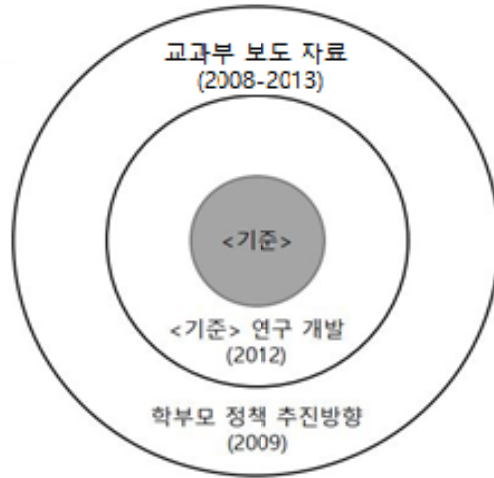 교과부 보도 자료
(2008-2013)
<기준>
<기준> 연구 개발
(2012)
학부모 정책 추진방향
(2009)